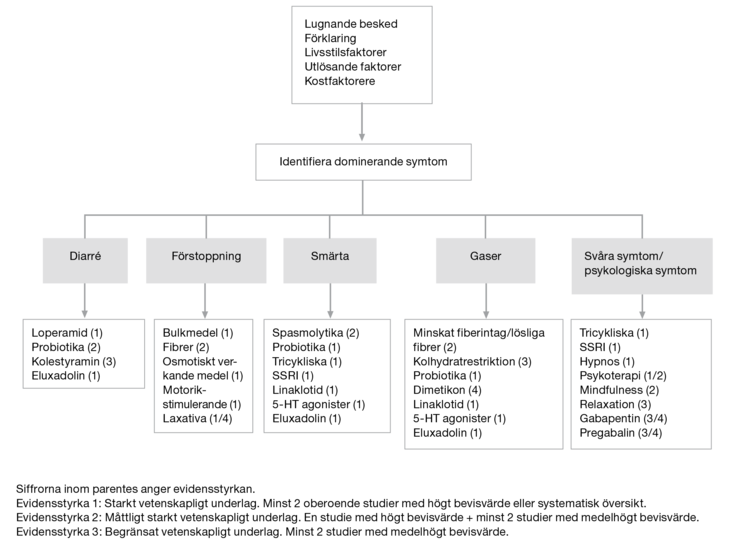 Lugnande besked
Förklaring
Livsstilsfaktorer
Utlösande faktorer
Kostfaktorere
Identifiera dominerande symtom
Diarré
Förstoppning
Smärta
Gaser
Svåra symtom/
psykologiska symtom
Loperamid (1)
Probiotika (2)
Kolestyramin (3)
Eluxadolin (1)
Bulkmedel (1)
Fibrer (2)
Osmotiskt ver-
kande medel (1)
Motorik-
stimulerande (1)
Laxativa (1/4)
Spasmolytika (2)
Probiotika (1)
Tricykliska (1)
SSRI (1)
Linaklotid (1)
5-HT agonister (1)
Eluxadolin (1)
Minskat fiberintag/lösliga
fibrer (2)
Kolhydratrestriktion (3)
Probiotika (1)
Dimetikon (4)
Linaklotid (1)
5-HT agonister (1)
Eluxadolin (1)
Tricykliska (1)
SSRI (1)
Hypnos (1)
Psykoterapi (1/2)
Mindfulness (2)
Relaxation (3)
Gabapentin (3/4)
Pregabalin (3/4)
Siffrorna inom parentes anger evidensstyrkan.
Evidensstyrka 1: Starkt vetenskapligt underlag. Minst 2 oberoende studier med högt bevisvärde eller systematisk översikt.
Evidensstyrka 2: Måttligt starkt vetenskapligt underlag. En studie med högt bevisvärde + minst 2 studier med medelhögt bevisvärde.
Evidensstyrka 3: Begränsat vetenskapligt underlag. Minst 2 studier med medelhögt bevisvärde.